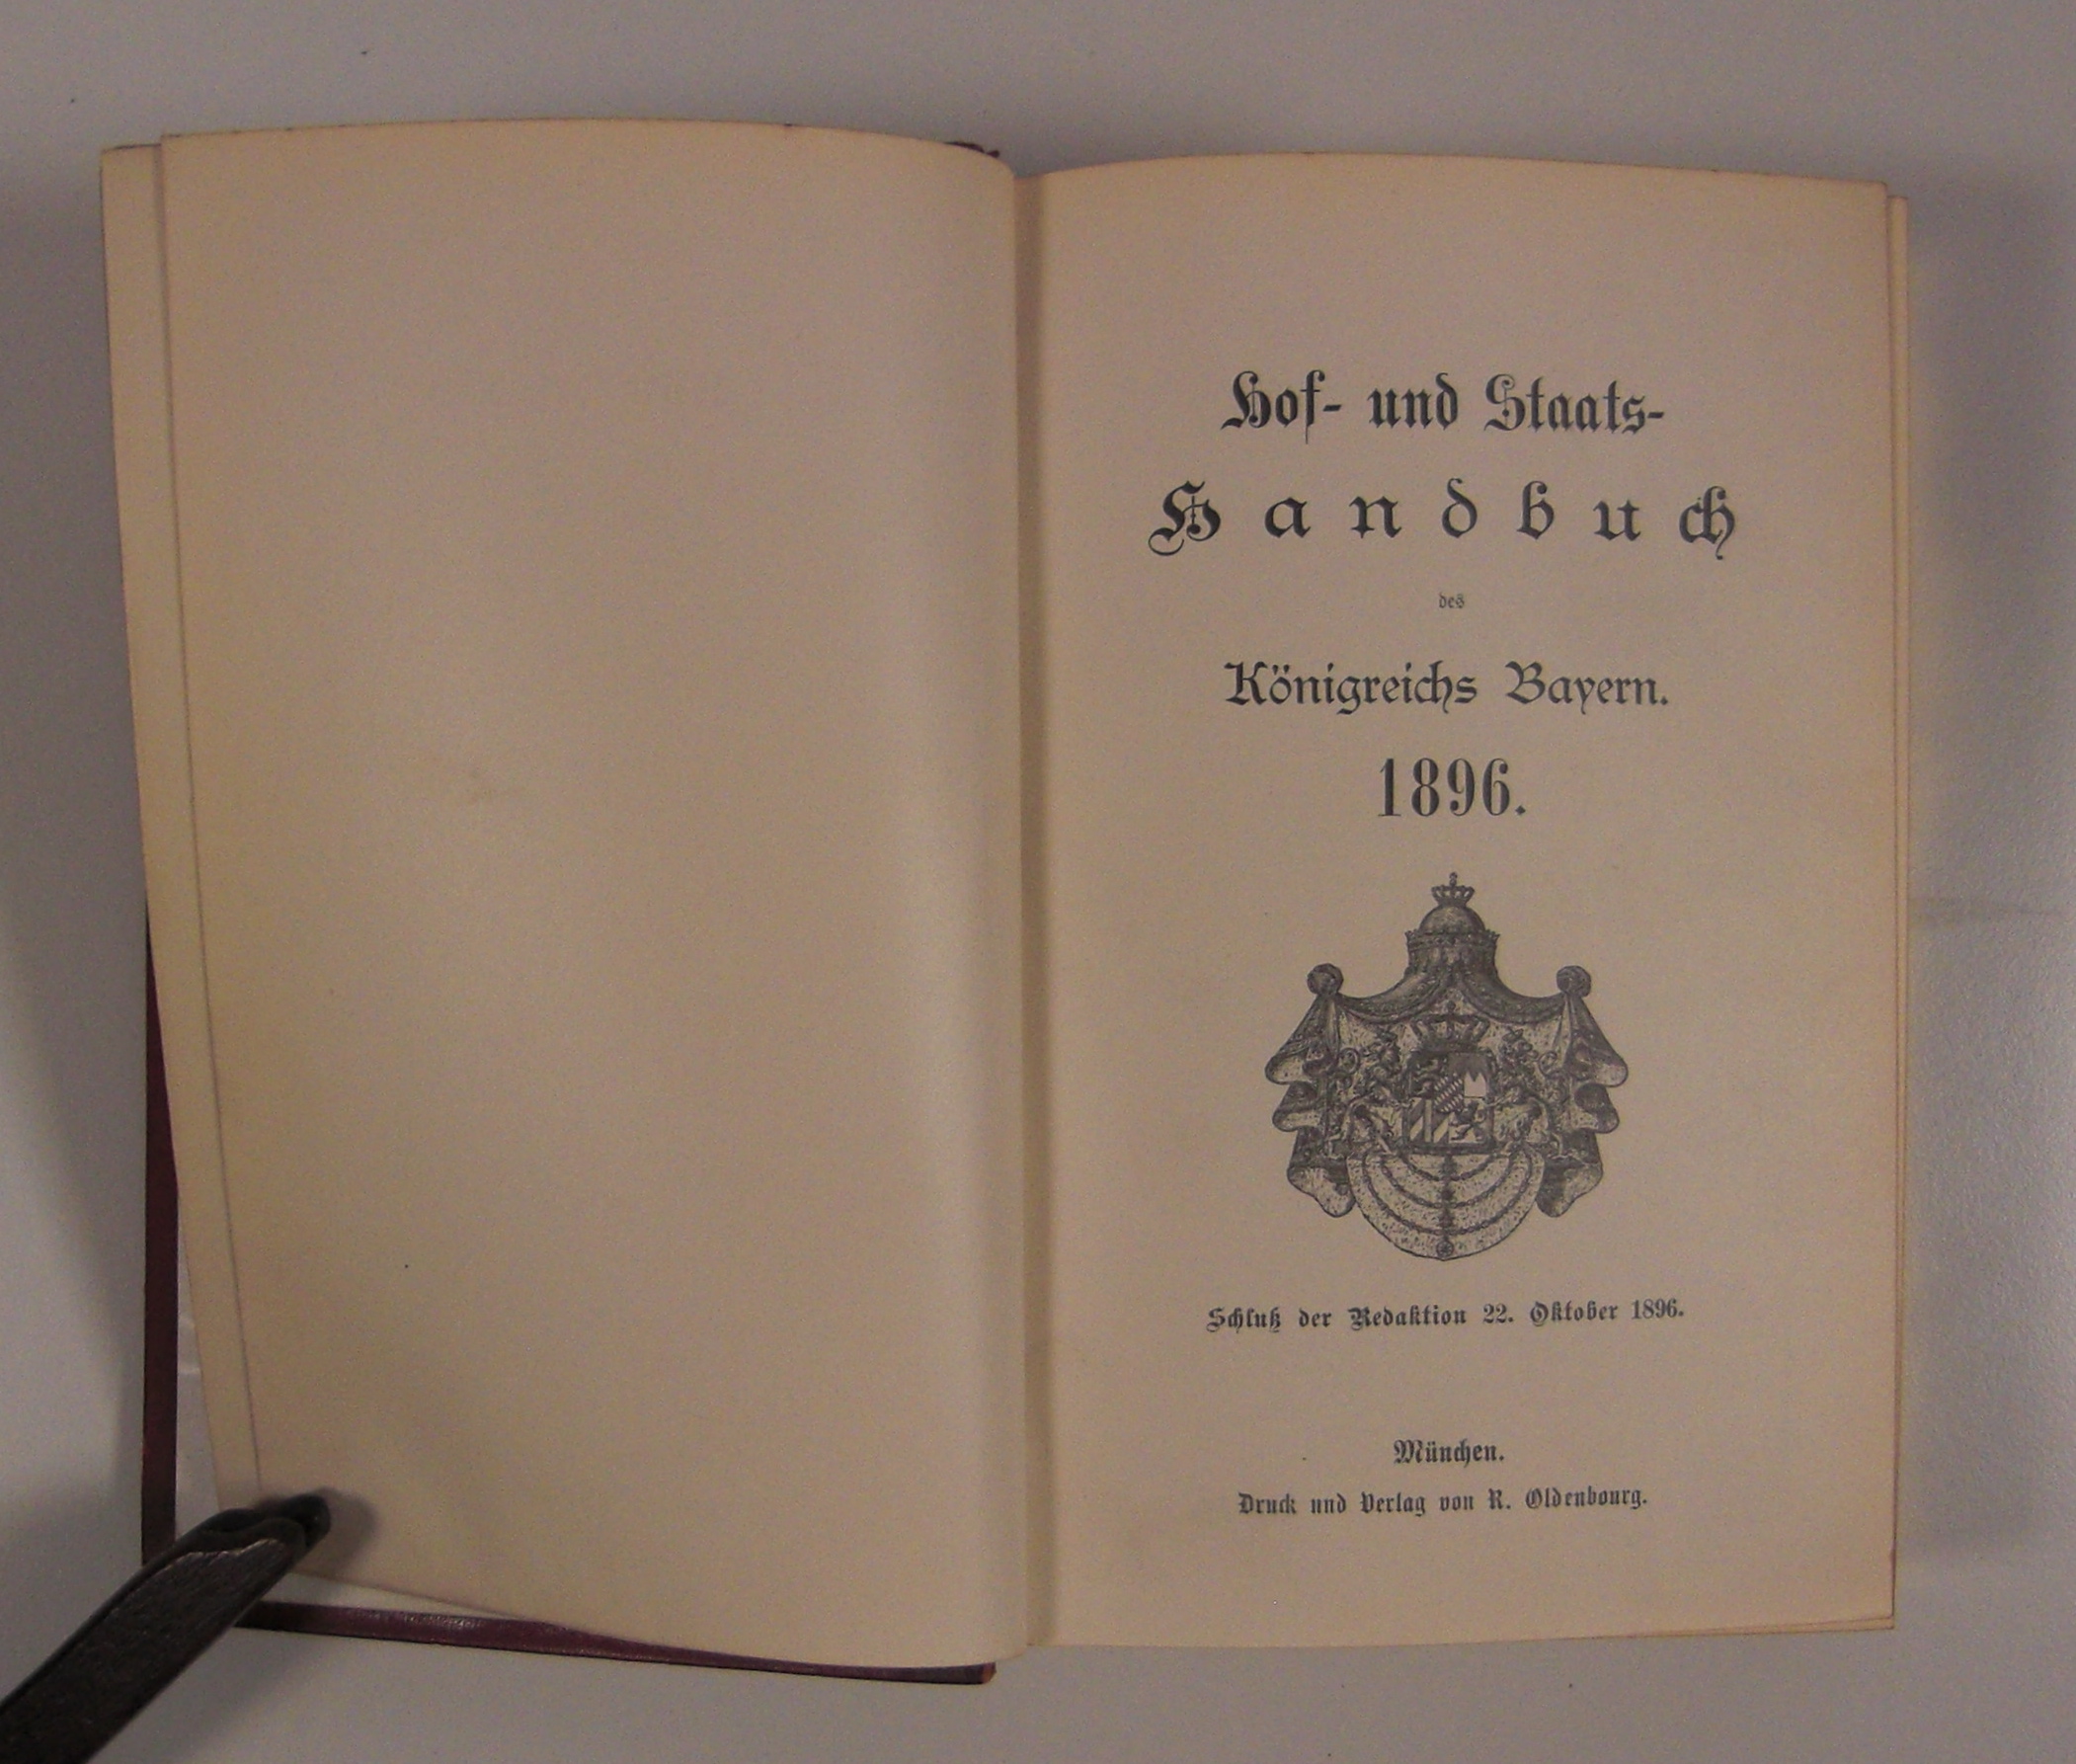 Hof- und Staats-
Handbuch
des
Königreichs Bayern.
1896.
Schluß der Redaktion 22. Oktober 1896.
München.
Druck und Verlag von R. Oldenbourg.